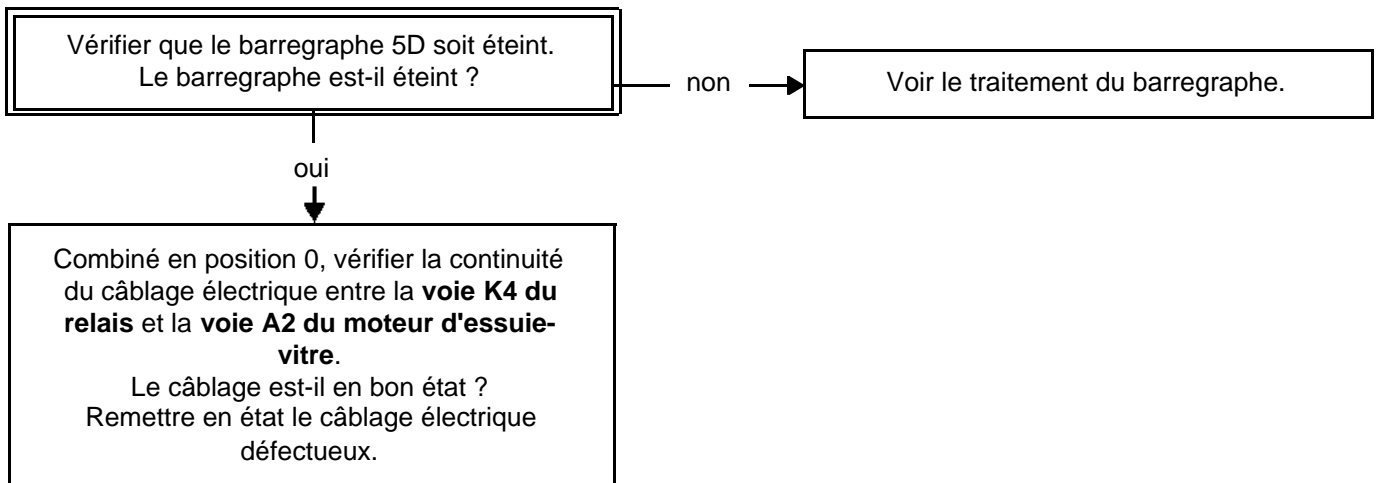 Vérifier que le barregraphe 5D soit éteint.
Le barregraphe est-il éteint ?
non
Voir le traitement du barregraphe.
oui
Combiné en position 0, vérifier la continuité
du câblage électrique entre la voie K4 du
relais et la voie A2 du moteur d'essuie-
vitre.
Le câblage est-il en bon état ?
Remettre en état le câblage électrique
défectueux.